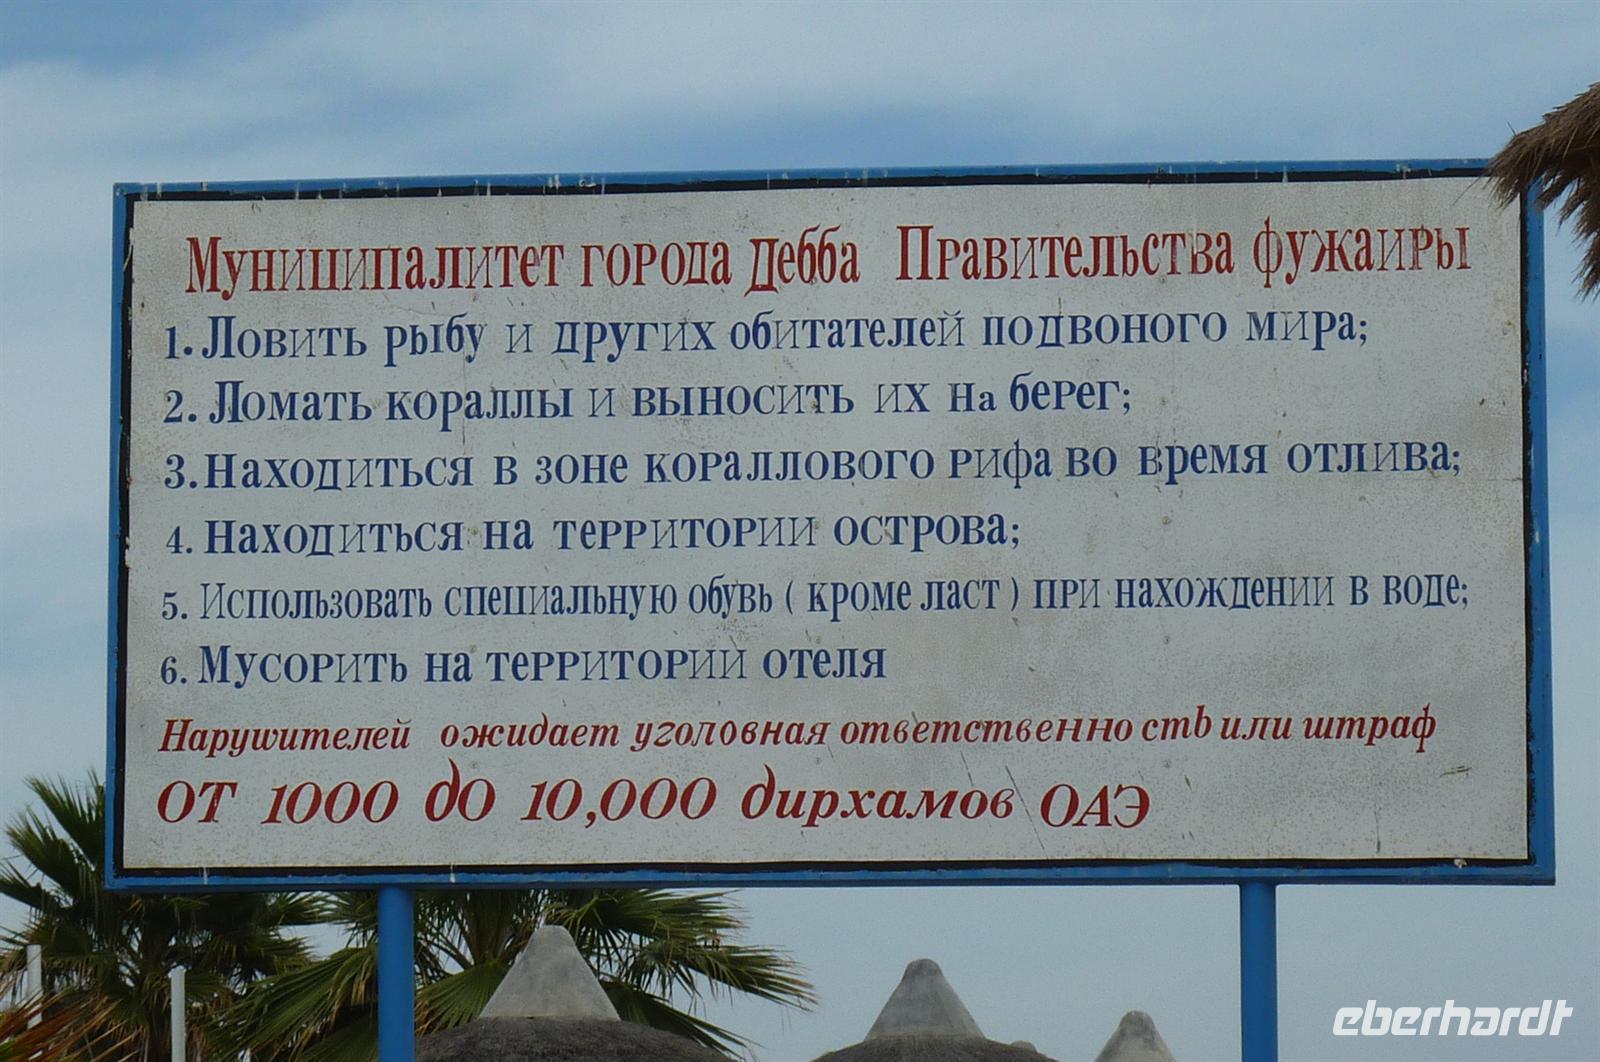 Муниципалитет города Дебба Правительства Фужаиры
1. Ловить рыбу и других обитателей подвоного мира;
2. Ломать кораллы и выносить их на берег;
3. Находиться в зоне кораллового рифа во время отлива;
4. Находиться на территории острова;
5. Использовать специальную обувь ( кроме ласт ) при нахождении в воде;
6. Мусорить на территории отеля
Нарушителей ожидает уголовная ответственно сть или штраф
от 1000 до 10,000 дирхамов ОАЭ
eberhardt